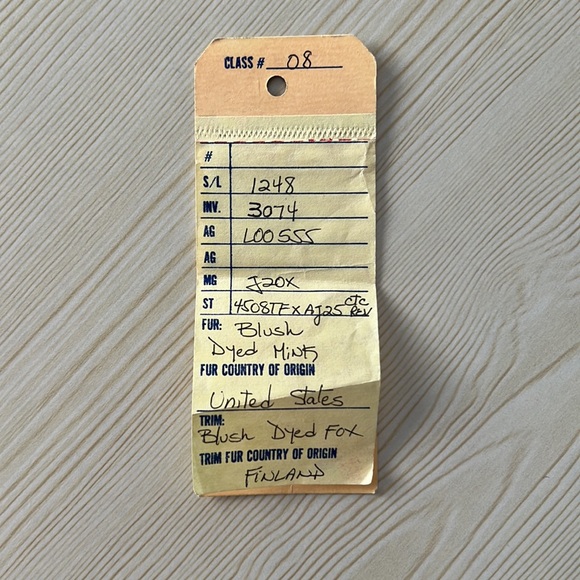 CLASS # 08
#
S/L 1248
INV. 3074
AG L00555
AG
MG J20X
ST 4508TFXAJ25 CJC REV
FUR: Blush
Dyed Mink
FUR COUNTRY OF ORIGIN
United States
TRIM:
Blush Dyed Fox
TRIM FUR COUNTRY OF ORIGIN
FINLAND